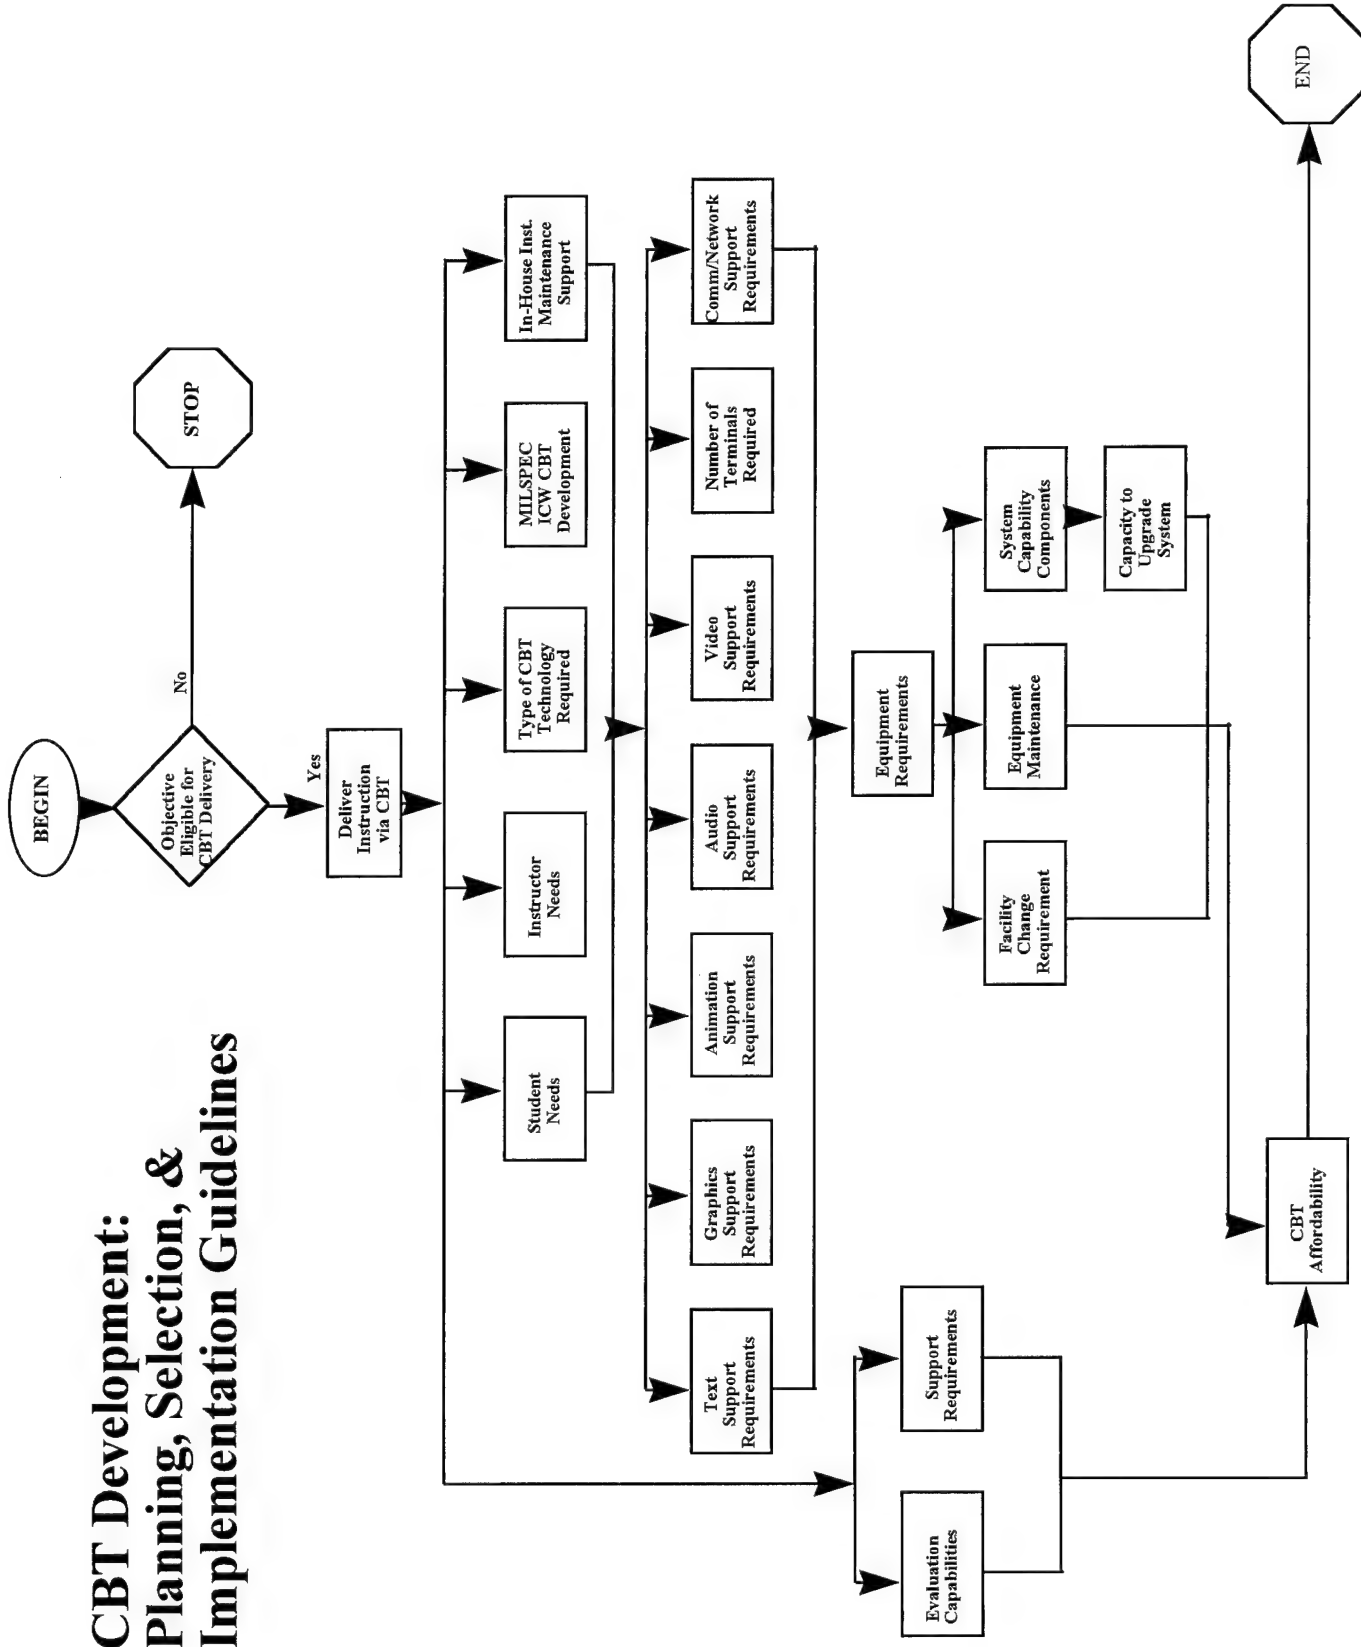 CBT Development:
Planning, Selection, &
Implementation Guidelines
BEGIN
Objective
Eligible for
CBT Delivery
No
STOP
Yes
Deliver
Instruction
via CBT
Student
Needs
Instructor
Needs
Type of CBT
Technology
Required
MILSPEC
ICW CBT
Development
In-House Inst.
Maintenance
Support
Text
Support
Requirements
Graphics
Support
Requirements
Animation
Support
Requirements
Audio
Support
Requirements
Video
Support
Requirements
Number of
Terminals
Required
Comm/Network
Support
Requirements
Equipment
Requirements
Evaluation
Capabilities
Support
Requirements
Facility
Change
Requirement
Equipment
Maintenance
System
Capability
Components
Capacity to
Upgrade
System
CBT
Affordability
END